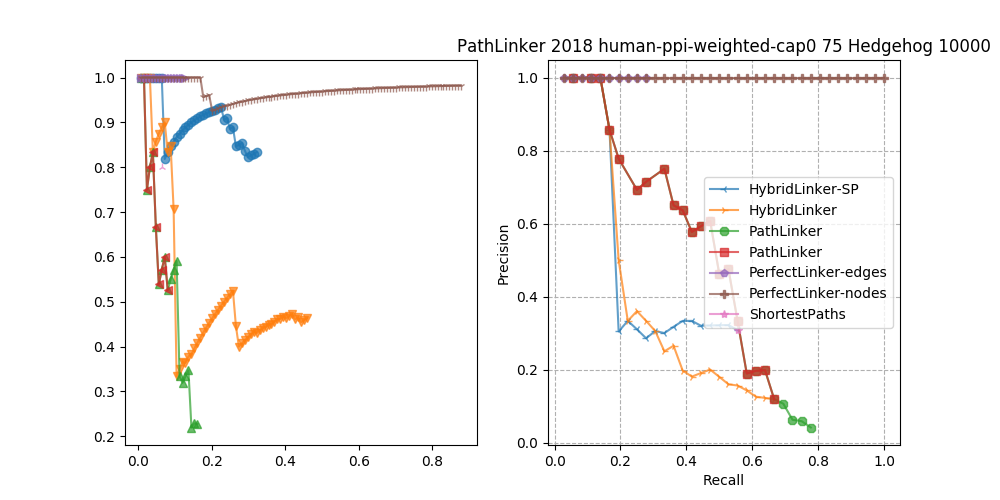 PathLinker 2018 human-ppi-weighted-cap0 75 Hedgehog 10000
1.0
0.9
0.8
0.7
0.6
0.5
0.4
0.3
0.2
0.0
0.2
0.4
0.6
0.8
Precision
1.0
0.8
0.6
0.4
0.2
0.0
HybridLinker-SP
HybridLinker
PathLinker
PathLinker
PerfectLinker-edges
PerfectLinker-nodes
ShortestPaths
0.0
0.2
0.4
0.6
0.8
1.0
Recall